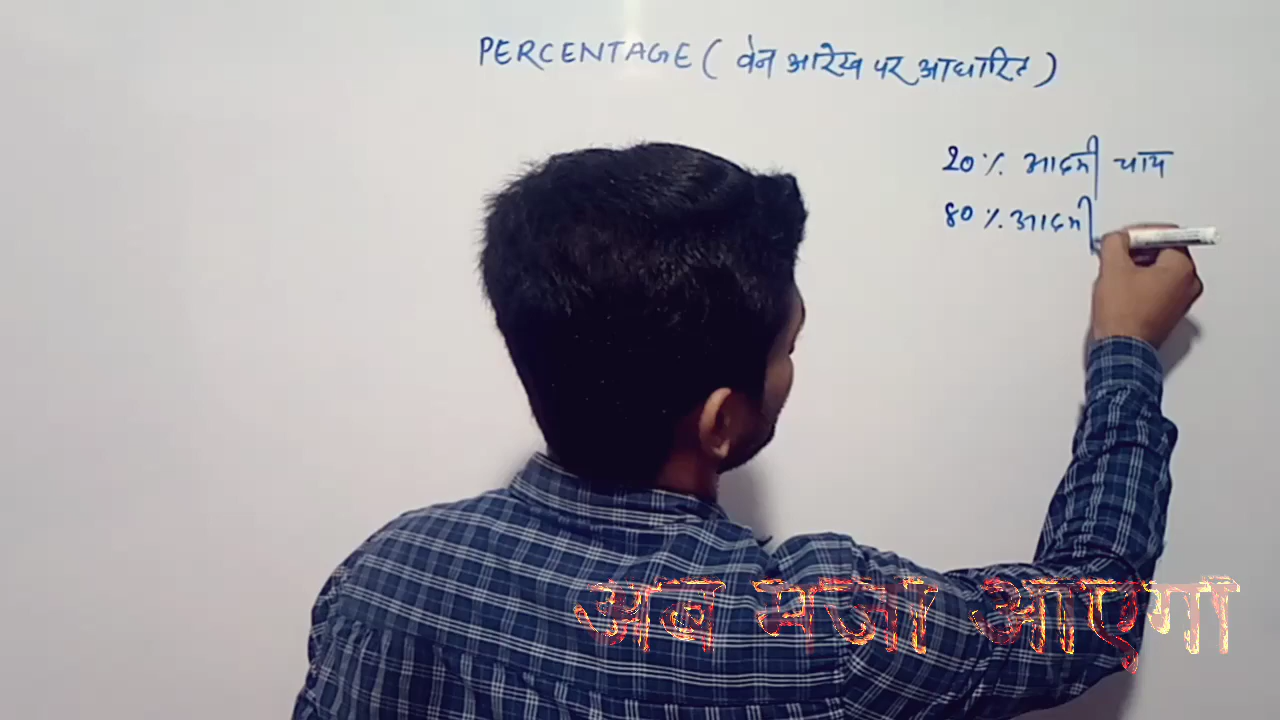 PERCENTAGE ( वेन आरेख पर आधारित )
20 % आदमी चाय
80 % आदमी
अब मजा आएगा